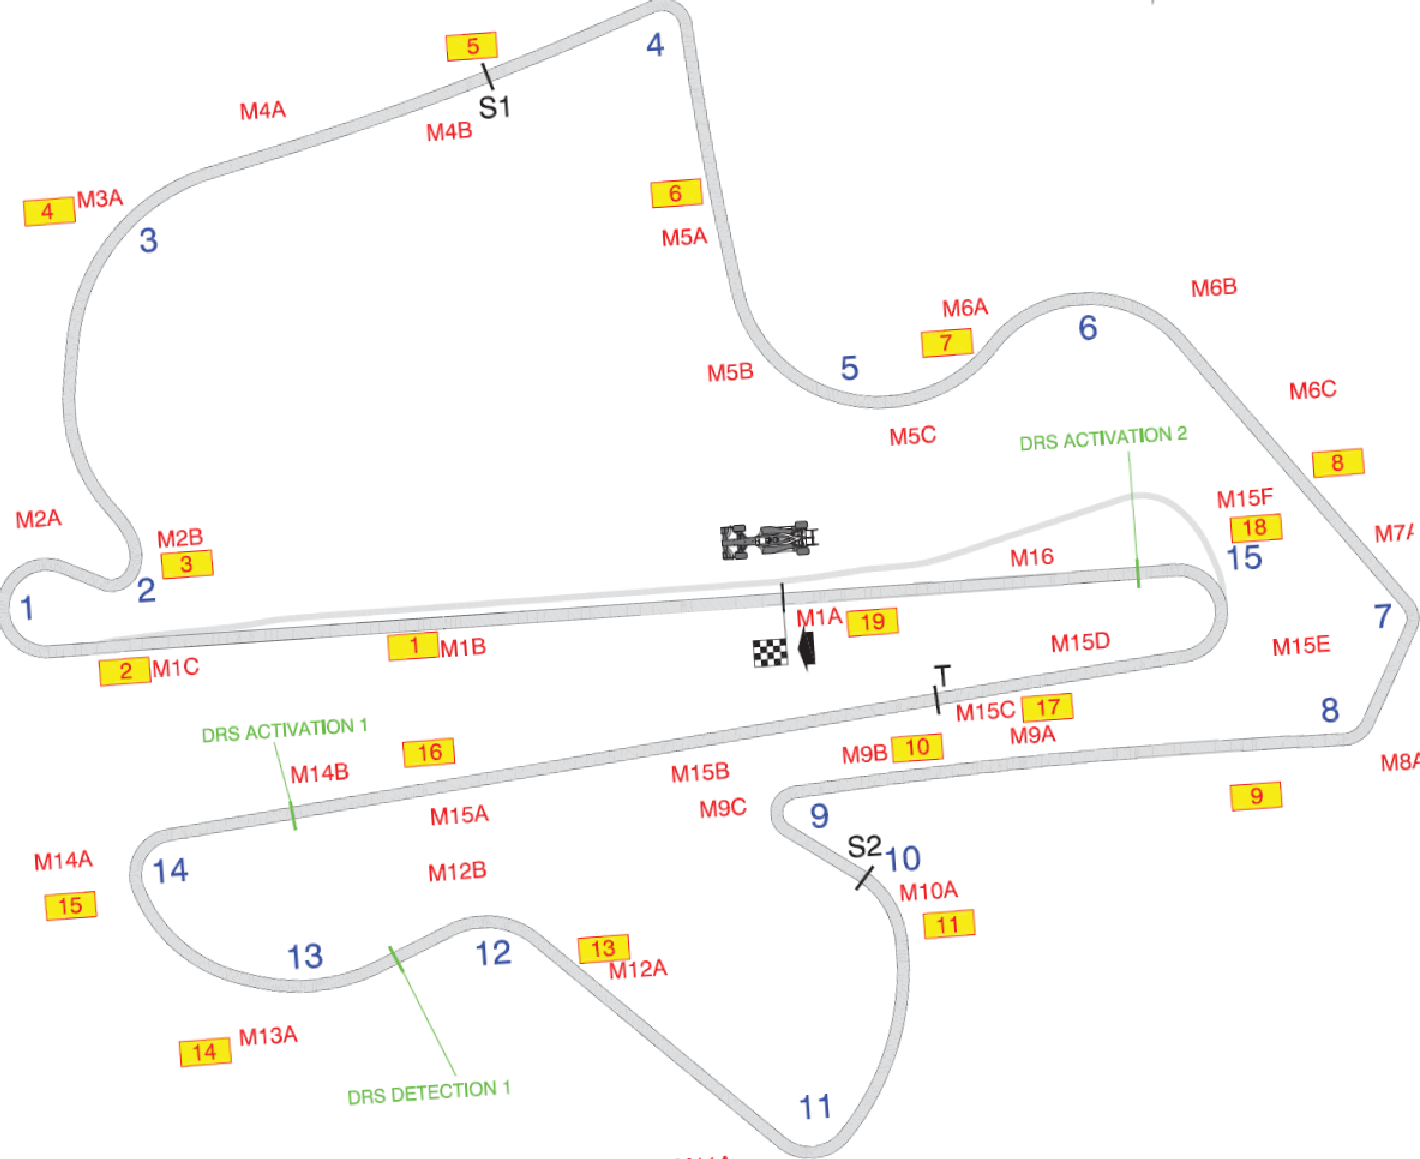 4
5
S1
M4A
M4B
4
M3A
3
6
M5A
M6B
M6A
7
6
M5B
5
M6C
M5C
DRS ACTIVATION 2
8
M15F
18
15
M7A
M2A
M2B
3
2
1
M16
M1A
19
7
1
M1B
M15D
M15E
2
M1C
T
M15C
17
8
DRS ACTIVATION 1
16
M9A
M9B
10
M14B
M15B
M8A
9
M15A
M9C
9
M14A
14
M12B
S2
10
15
M10A
11
13
12
13
M12A
14
M13A
DRS DETECTION 1
11